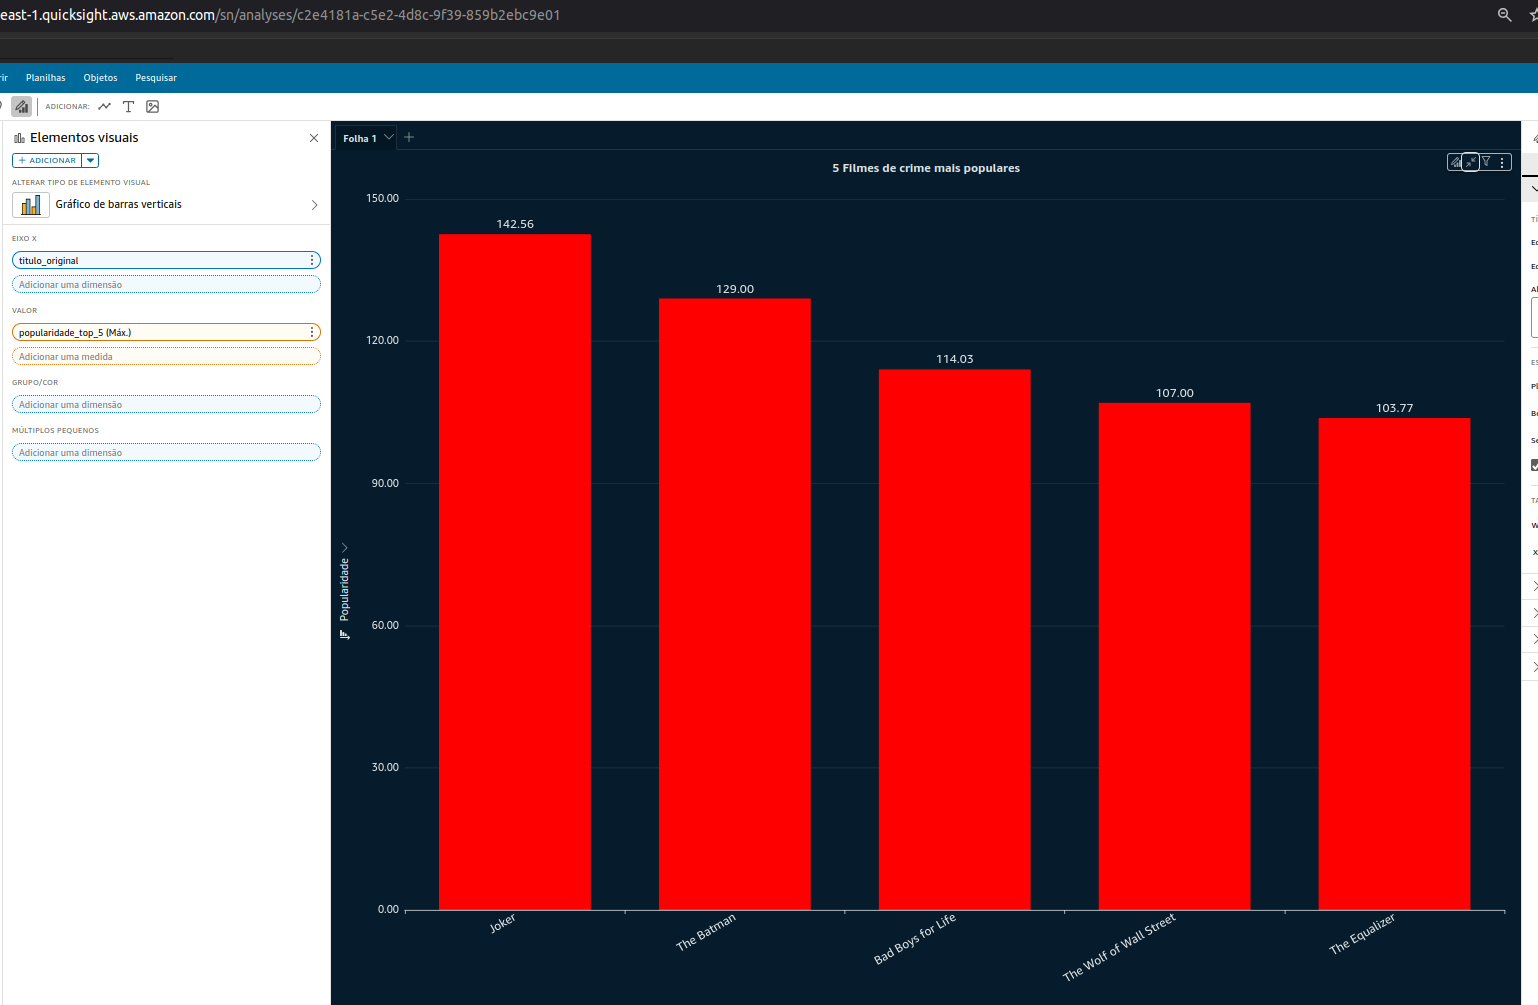 east-1.quicksight.aws.amazon.com/sn/analyses/c2e4181a-c5e2-4d8c-9f39-859b2ebc9e01
Planilhas Objetos Pesquisar
ADICIONAR:
Elementos visuais
+ ADICIONAR
ALTERAR TIPO DE ELEMENTO VISUAL
Gráfico de barras verticais
EIXO X
titulo_original
Adicionar uma dimensão
VALOR
popularidade_top_5 (Máx.)
Adicionar uma medida
GRUPO/COR
Adicionar uma dimensão
MÚLTIPLOS PEQUENOS
Adicionar uma dimensão
Folha 1
5 Filmes de crime mais populares
Popularidade
150.00
120.00
90.00
60.00
30.00
0.00
142.56
129.00
114.03
107.00
103.77
Joker
The Batman
Bad Boys for Life
The Wolf of Wall Street
The Equalizer